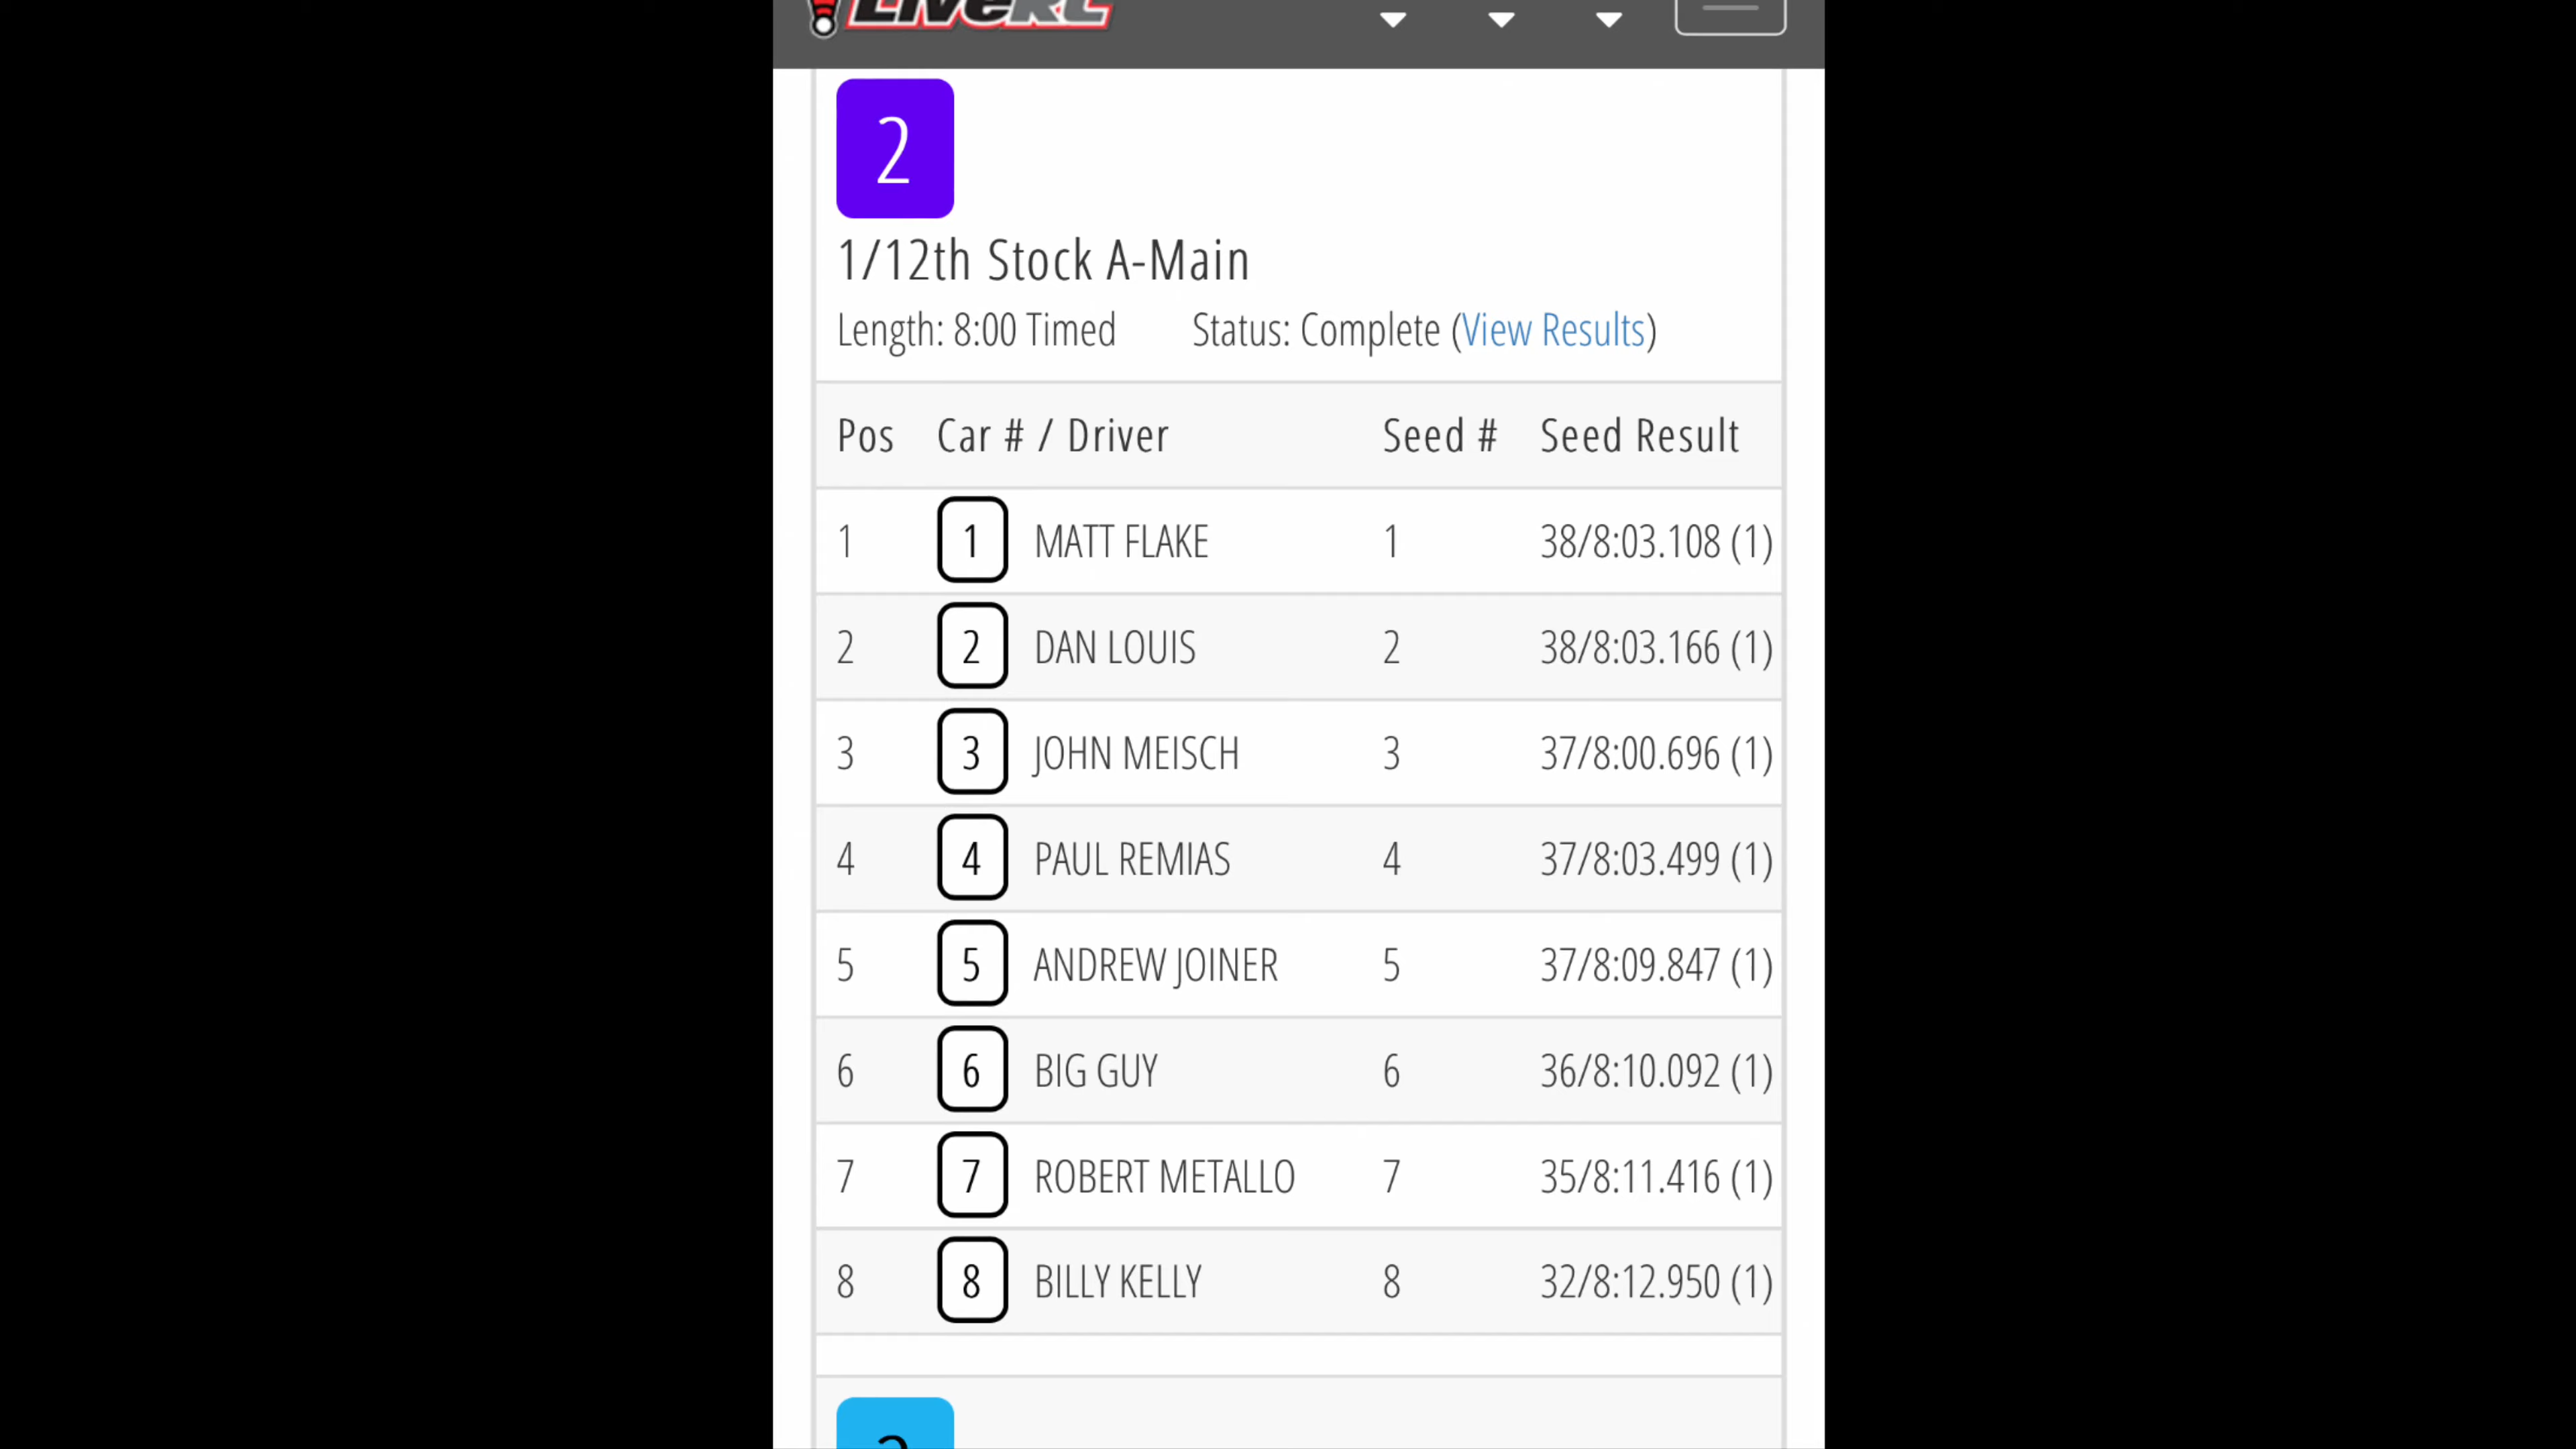 LiveRC
2
1/12th Stock A-Main
Length: 8:00 Timed Status: Complete (View Results)
Pos Car # / Driver Seed # Seed Result
1 1 MATT FLAKE 1 38/8:03.108 (1)
2 2 DAN LOUIS 2 38/8:03.166 (1)
3 3 JOHN MEISCH 3 37/8:00.696 (1)
4 4 PAUL REMIAS 4 37/8:03.499 (1)
5 5 ANDREW JOINER 5 37/8:09.847 (1)
6 6 BIG GUY 6 36/8:10.092 (1)
7 7 ROBERT METALLO 7 35/8:11.416 (1)
8 8 BILLY KELLY 8 32/8:12.950 (1)